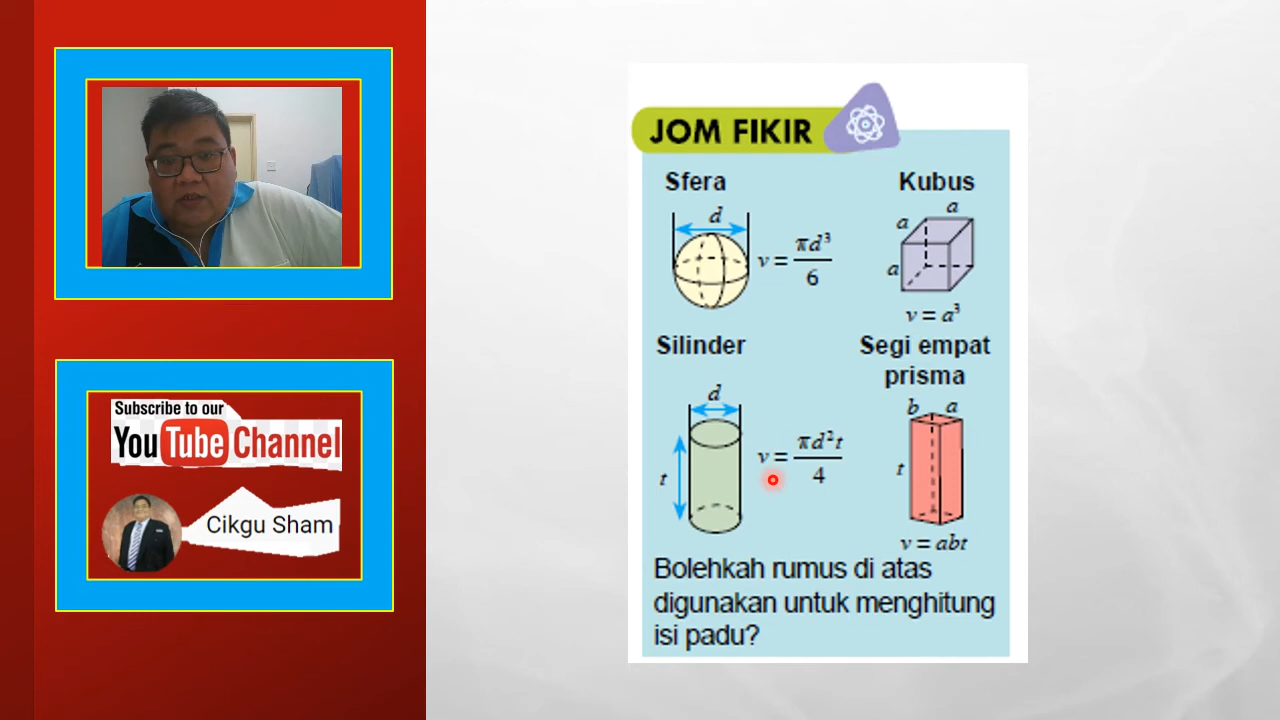 Subscribe to our
YouTube Channel
Cikgu Sham
JOM FIKIR
Sfera
d
v = πd³/6
Kubus
a
a
a
v = a³
Silinder
d
t
v = πd²t/4
Segi empat
prisma
b a
t
v = abt
Bolehkah rumus di atas
digunakan untuk menghitung
isi padu?